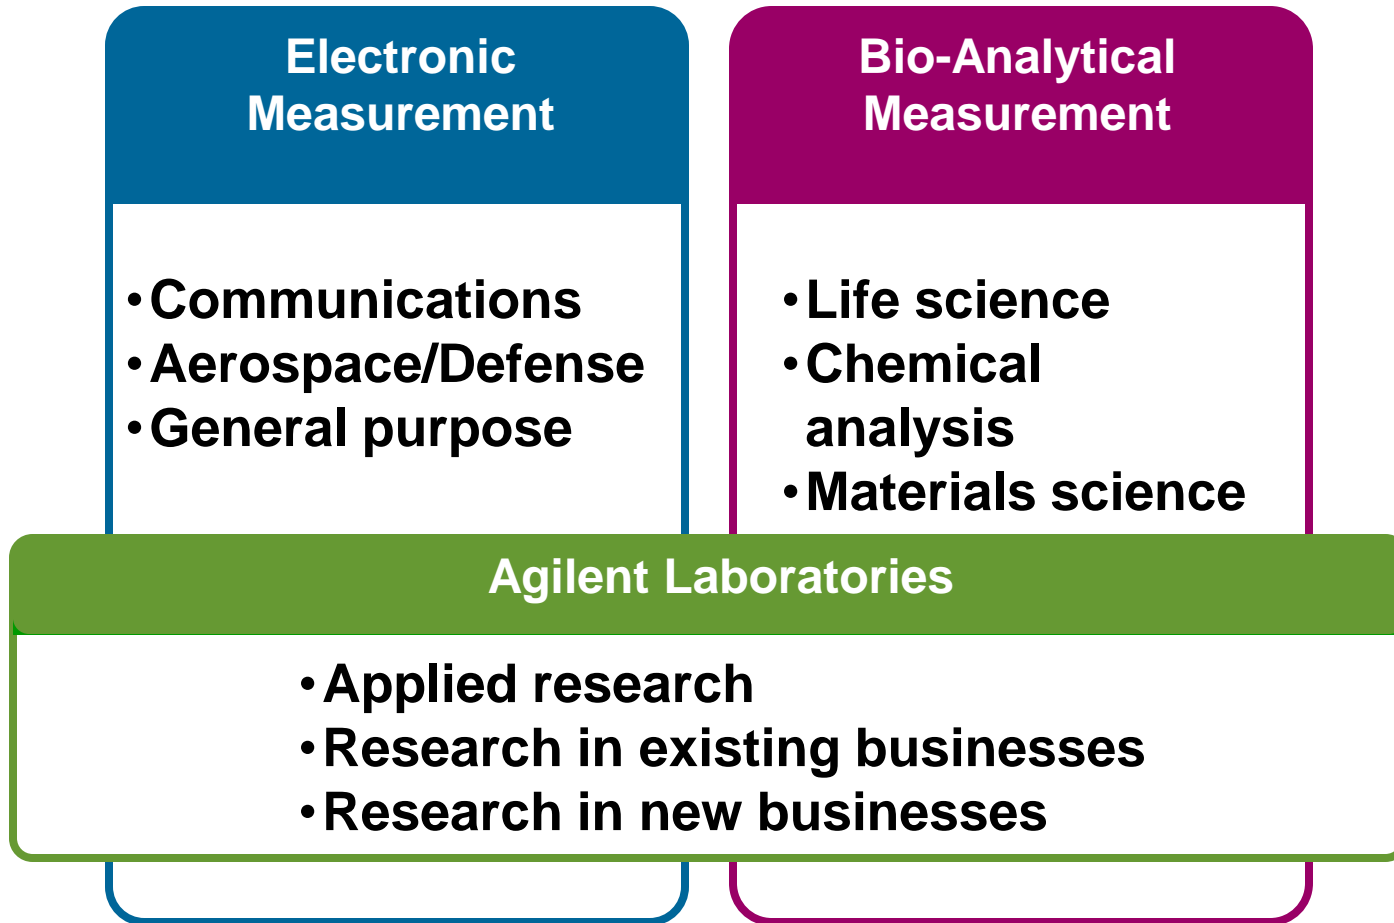 Electronic
Measurement
•Communications
•Aerospace/Defense
•General purpose
Bio-Analytical
Measurement
•Life science
•Chemical
analysis
•Materials science
Agilent Laboratories
•Applied research
•Research in existing businesses
•Research in new businesses